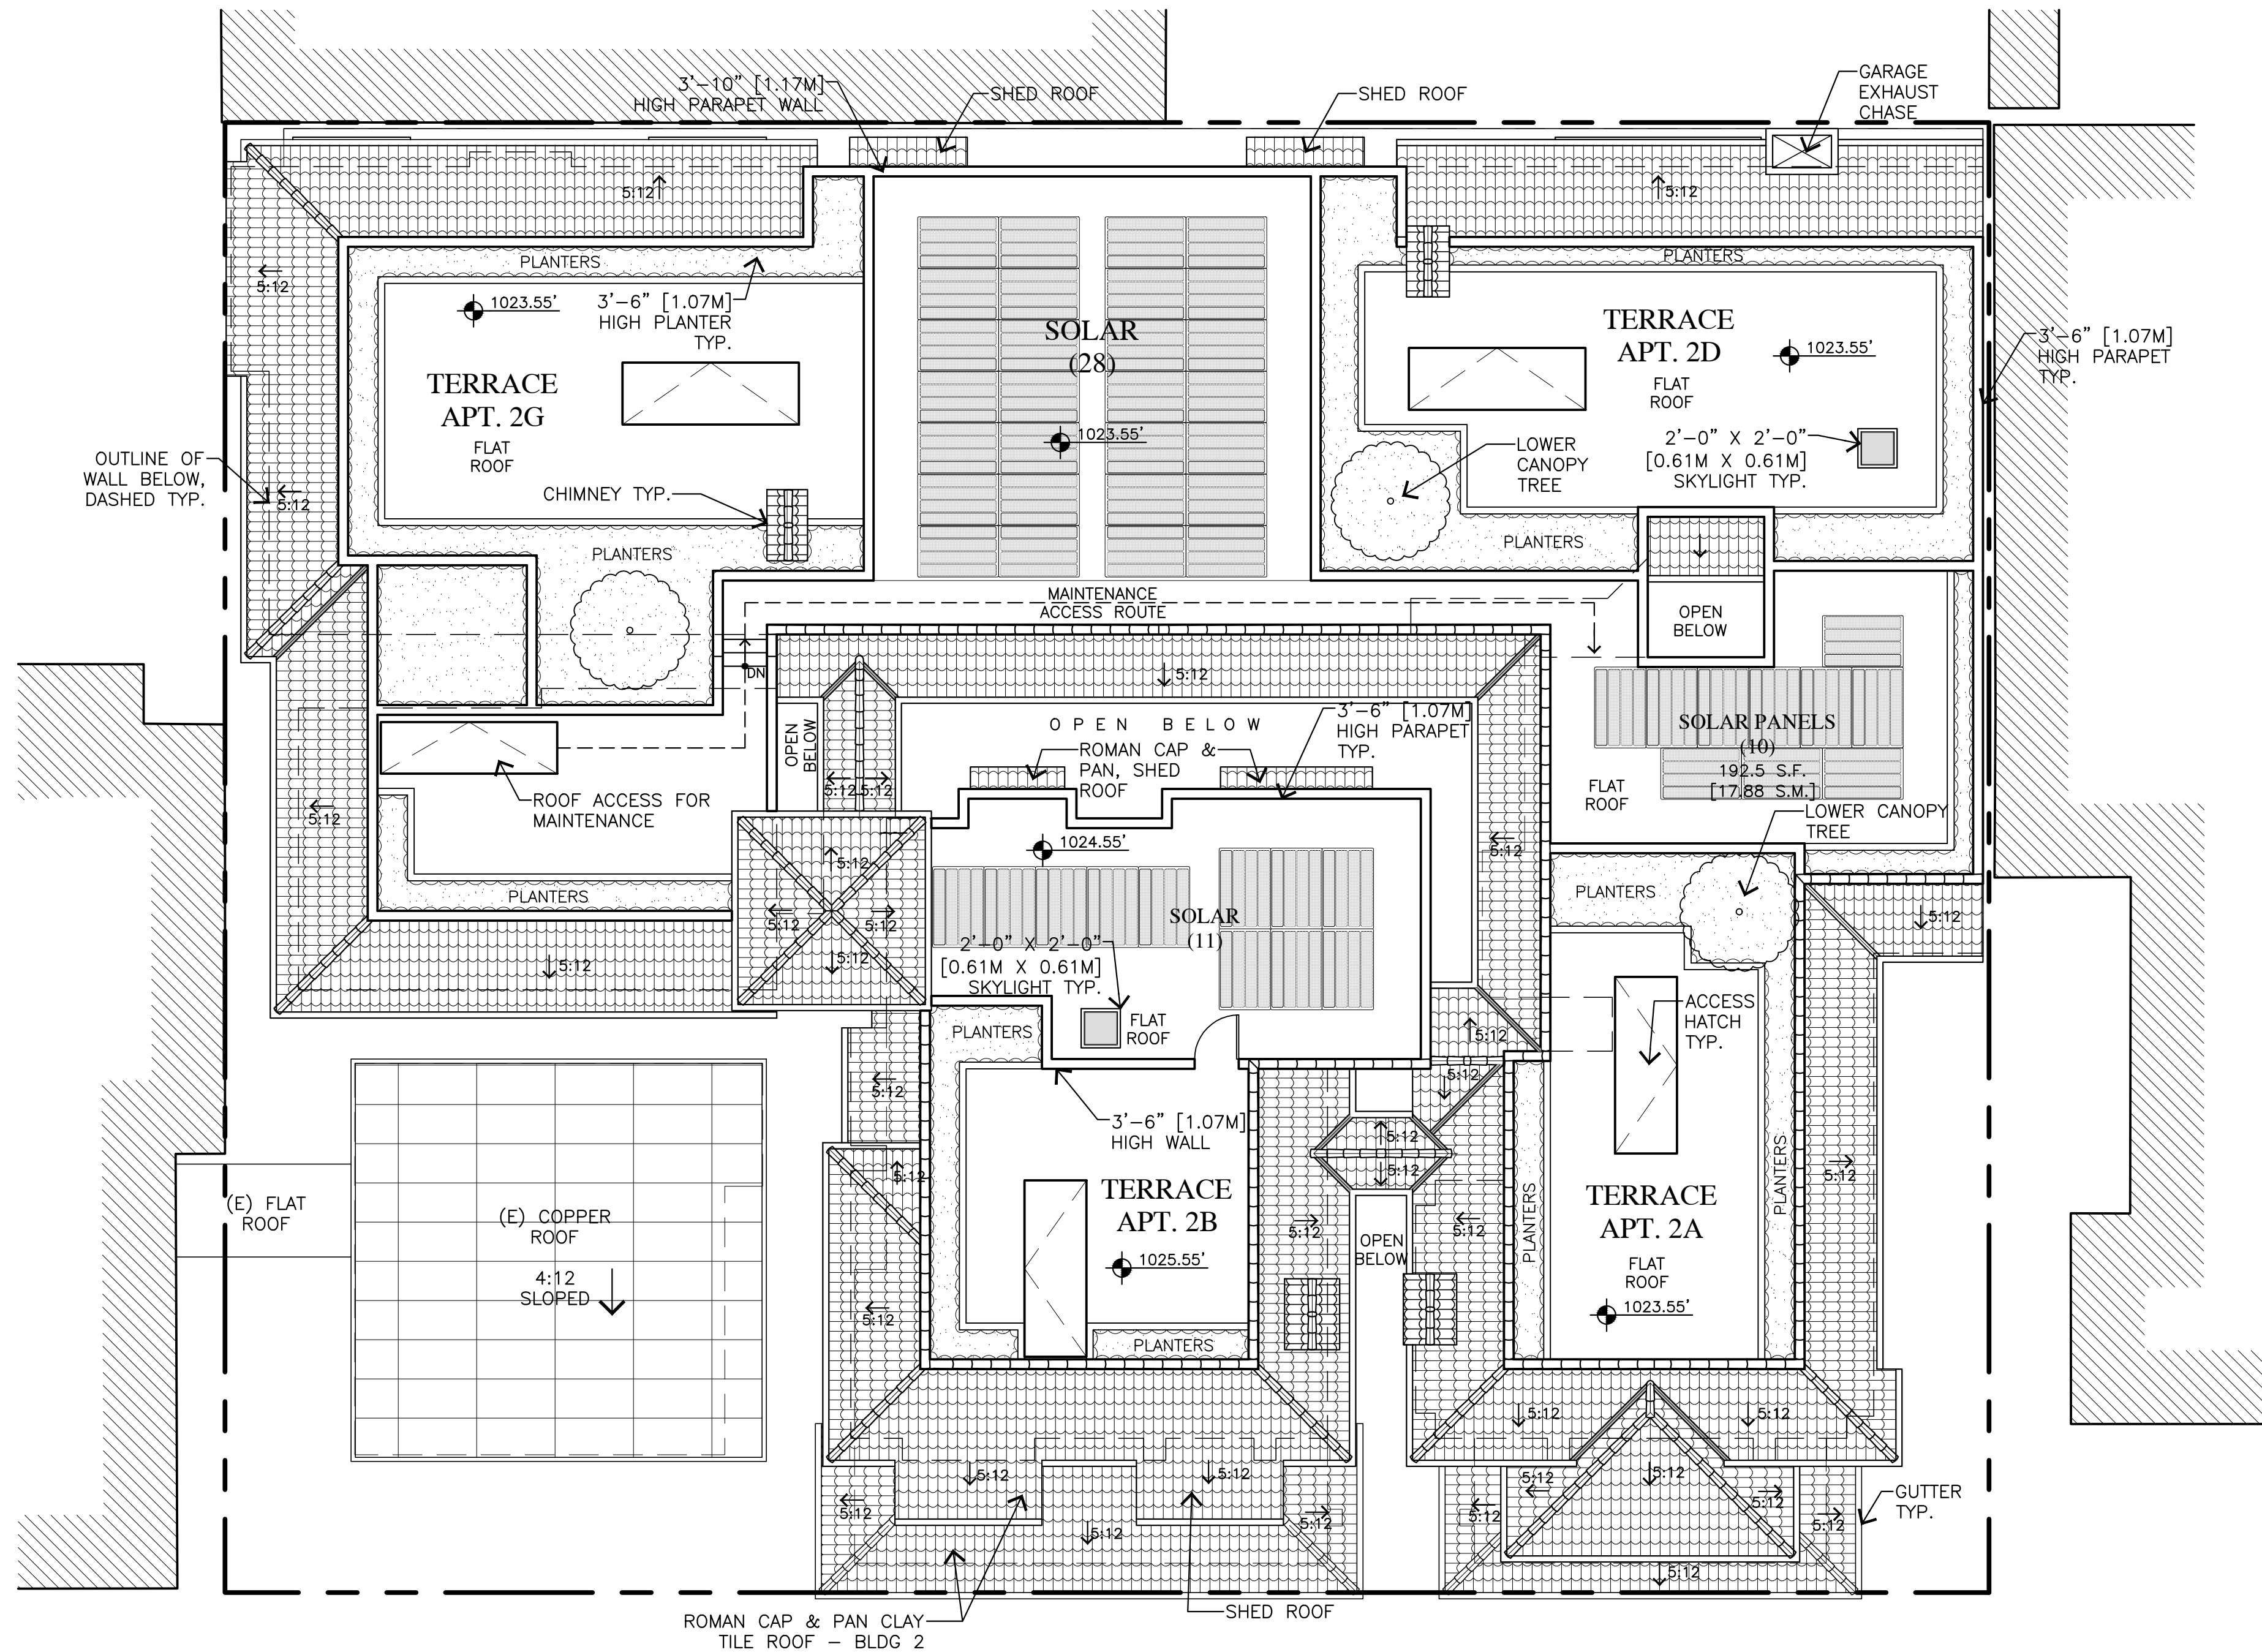 3'-10" [1.17M]
HIGH PARAPET WALL
SHED ROOF
SHED ROOF
GARAGE
EXHAUST
CHASE
5:12
5:12
PLANTERS
5:12
1023.55'
3'-6" [1.07M]
HIGH PLANTER
TYP.
TERRACE
APT. 2G
FLAT
ROOF
SOLAR
(28)
1023.55'
PLANTERS
TERRACE
APT. 2D
1023.55'
FLAT
ROOF
3'-6" [1.07M]
HIGH PARAPET
TYP.
2'-0" X 2'-0"
[0.61M X 0.61M]
SKYLIGHT TYP.
LOWER
CANOPY
TREE
OUTLINE OF
WALL BELOW,
DASHED TYP.
5:12
CHIMNEY TYP.
PLANTERS
PLANTERS
MAINTENANCE
ACCESS ROUTE
OPEN
BELOW
DN
5:12
OPEN
BELOW
OPEN BELOW
ROMAN CAP &
PAN, SHED
ROOF
3'-6" [1.07M]
HIGH PARAPET
TYP.
5:12
5:12
SOLAR PANELS
(10)
192.5 S.F.
[17.88 S.M.]
FLAT
ROOF
LOWER CANOPY
TREE
5:12
ROOF ACCESS FOR
MAINTENANCE
1024.55'
5:12
5:12
PLANTERS
5:12
5:12
5:12
5:12
SOLAR
(11)
2'-0" X 2'-0"
[0.61M X 0.61M]
SKYLIGHT TYP.
FLAT
ROOF
PLANTERS
5:12
5:12
ACCESS
HATCH
TYP.
PLANTERS
5:12
5:12
5:12
3'-6" [1.07M]
HIGH WALL
5:12
5:12
5:12
5:12
PLANTERS
PLANTERS
(E) FLAT
ROOF
(E) COPPER
ROOF
4:12
SLOPED
TERRACE
APT. 2B
1025.55'
5:12
5:12
OPEN
BELOW
5:12
TERRACE
APT. 2A
FLAT
ROOF
1023.55'
PLANTERS
5:12
5:12
5:12
5:12
5:12
5:12
5:12
5:12
5:12
5:12
5:12
5:12
5:12
5:12
GUTTER
TYP.
SHED ROOF
ROMAN CAP & PAN CLAY
TILE ROOF - BLDG 2